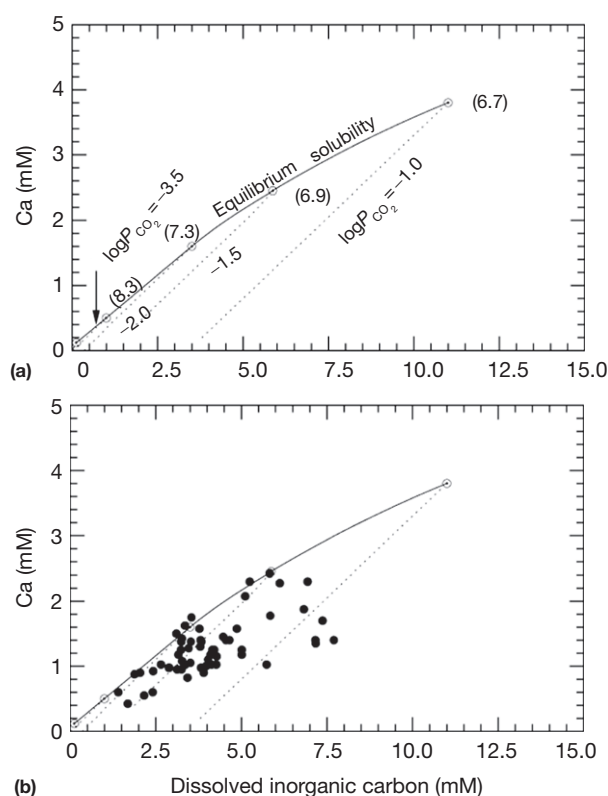 5
4
3
2
1
0
Ca (mM)
logPCO2 = −3.5
Equilibrium solubility
logPCO2 = −1.0
(6.7)
(6.9)
(7.3)
(8.3)
−1.5
−2.0
(a)
0 2.5 5.0 7.5 10.0 12.5 15.0
5
4
3
2
1
0
Ca (mM)
0 2.5 5.0 7.5 10.0 12.5 15.0
(b) Dissolved inorganic carbon (mM)